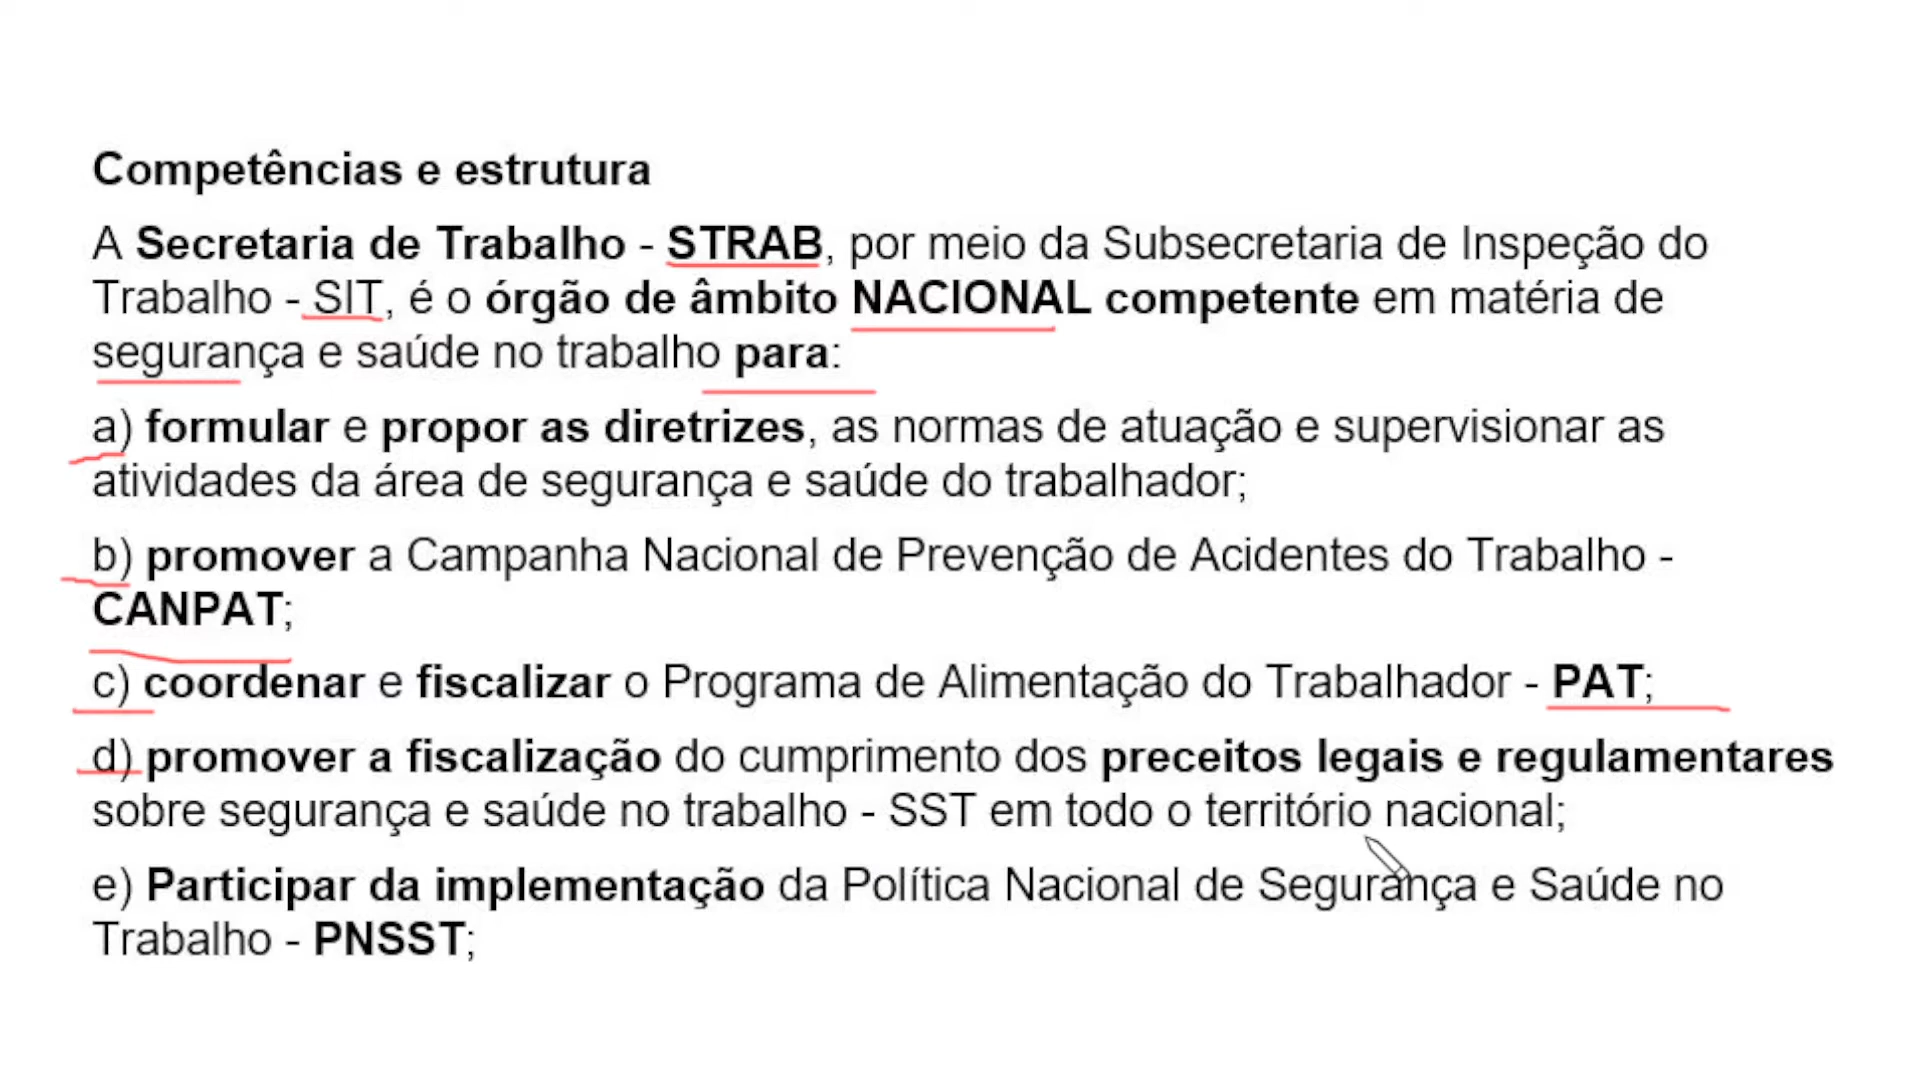 Competências e estrutura
A Secretaria de Trabalho - STRAB, por meio da Subsecretaria de Inspeção do
Trabalho - SIT, é o órgão de âmbito NACIONAL competente em matéria de
segurança e saúde no trabalho para:
a) formular e propor as diretrizes, as normas de atuação e supervisionar as
atividades da área de segurança e saúde do trabalhador;
b) promover a Campanha Nacional de Prevenção de Acidentes do Trabalho -
CANPAT;
c) coordenar e fiscalizar o Programa de Alimentação do Trabalhador - PAT;
d) promover a fiscalização do cumprimento dos preceitos legais e regulamentares
sobre segurança e saúde no trabalho - SST em todo o território nacional;
e) Participar da implementação da Política Nacional de Segurança e Saúde no
Trabalho - PNSST;